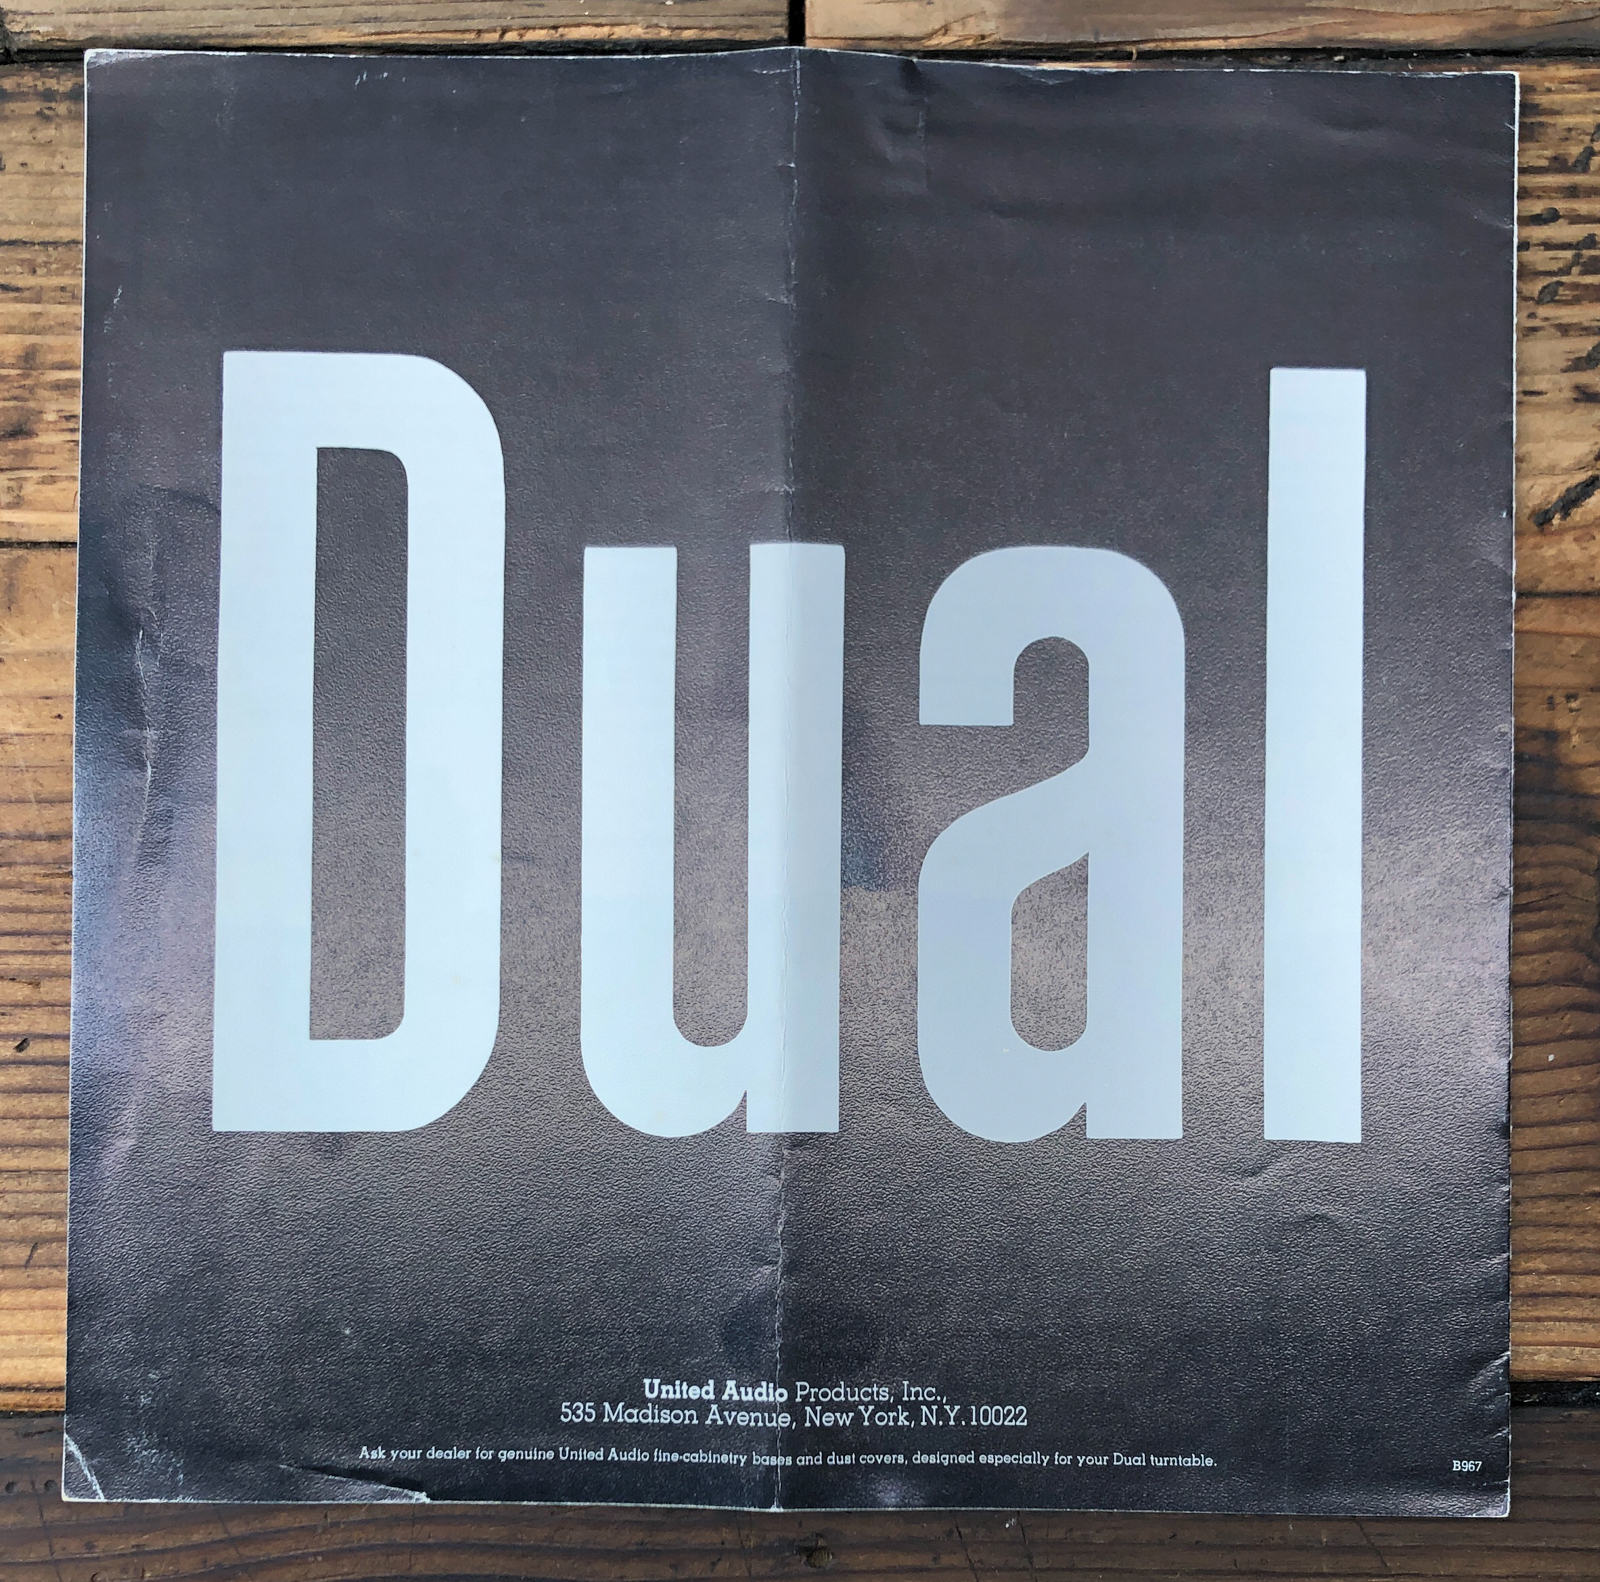 Dual
United Audio Products, Inc.,
535 Madison Avenue, New York, N.Y. 10022
Ask your dealer for genuine United Audio fine-cabinetry bases and dust covers, designed especially for your Dual turntable.
B967